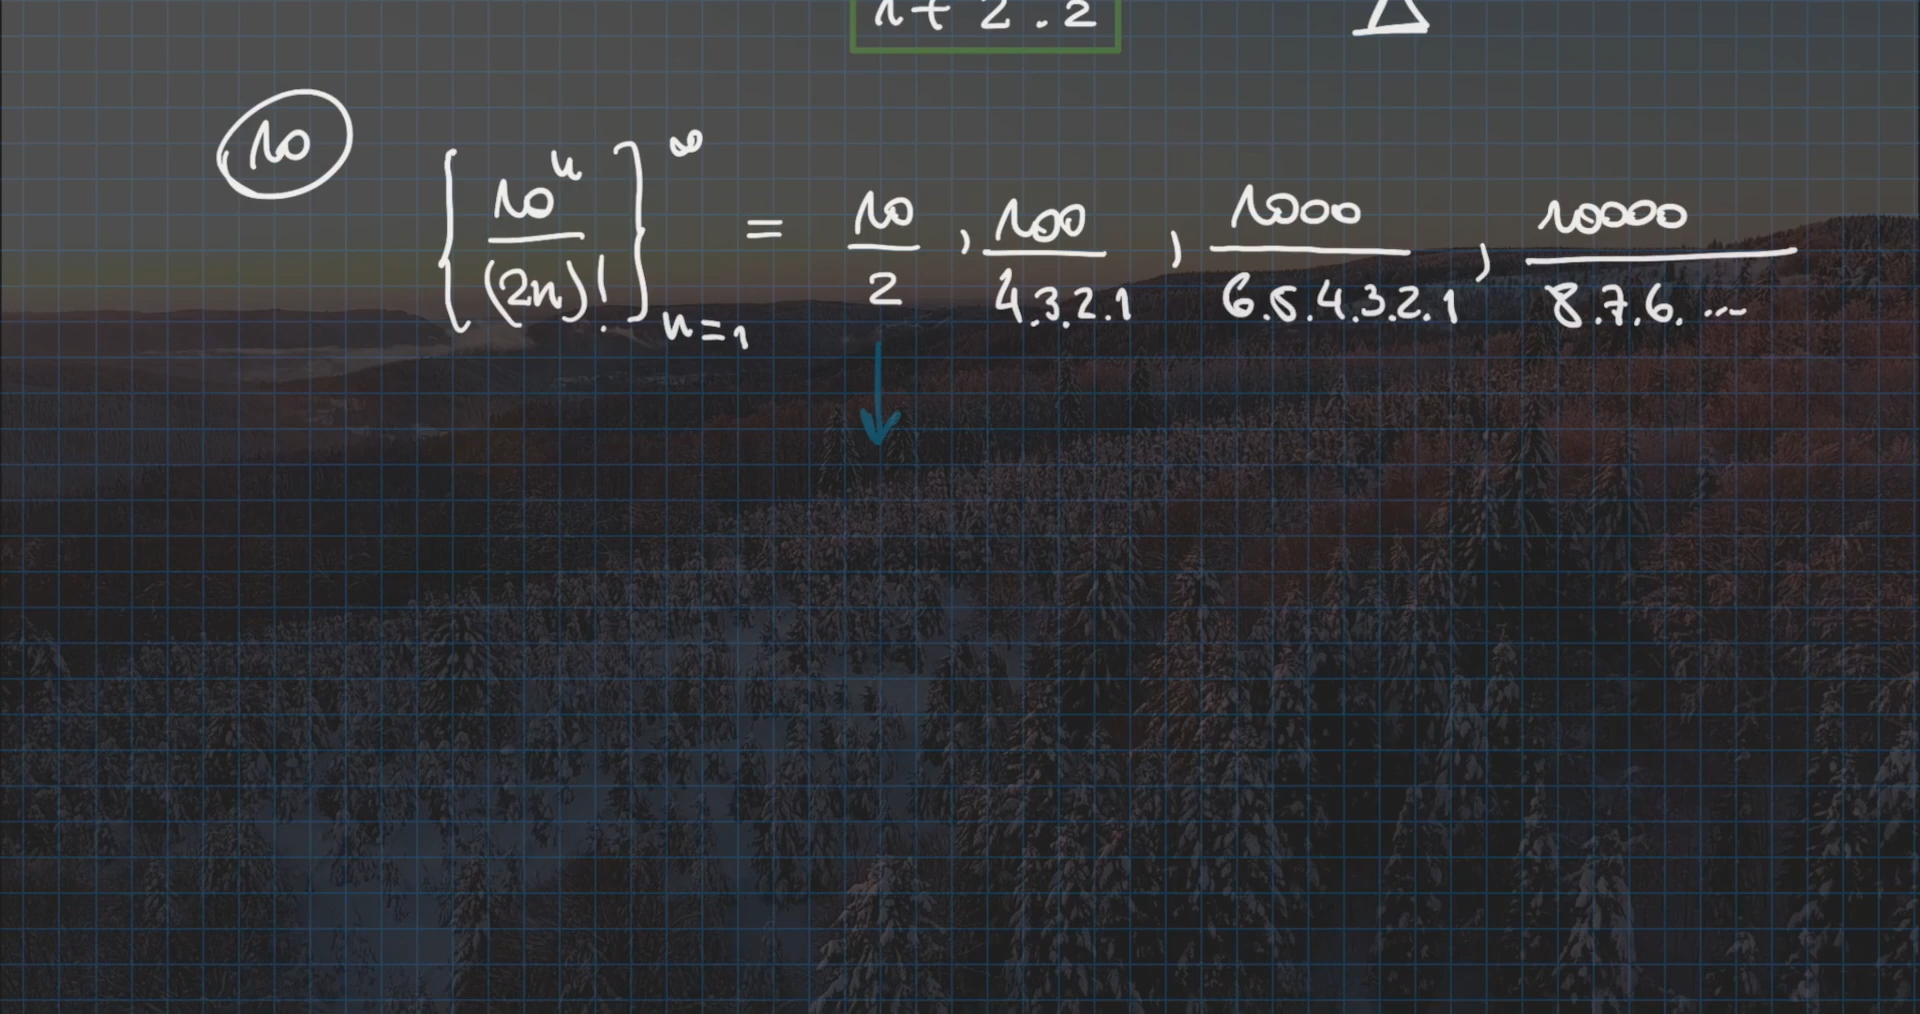 1+2.2 Δ
10 { 10^n / (2n)! }_{n=1}^∞ = 10/2 , 100/4.3.2.1 , 1000/6.5.4.3.2.1 , 10000/8.7.6. ...